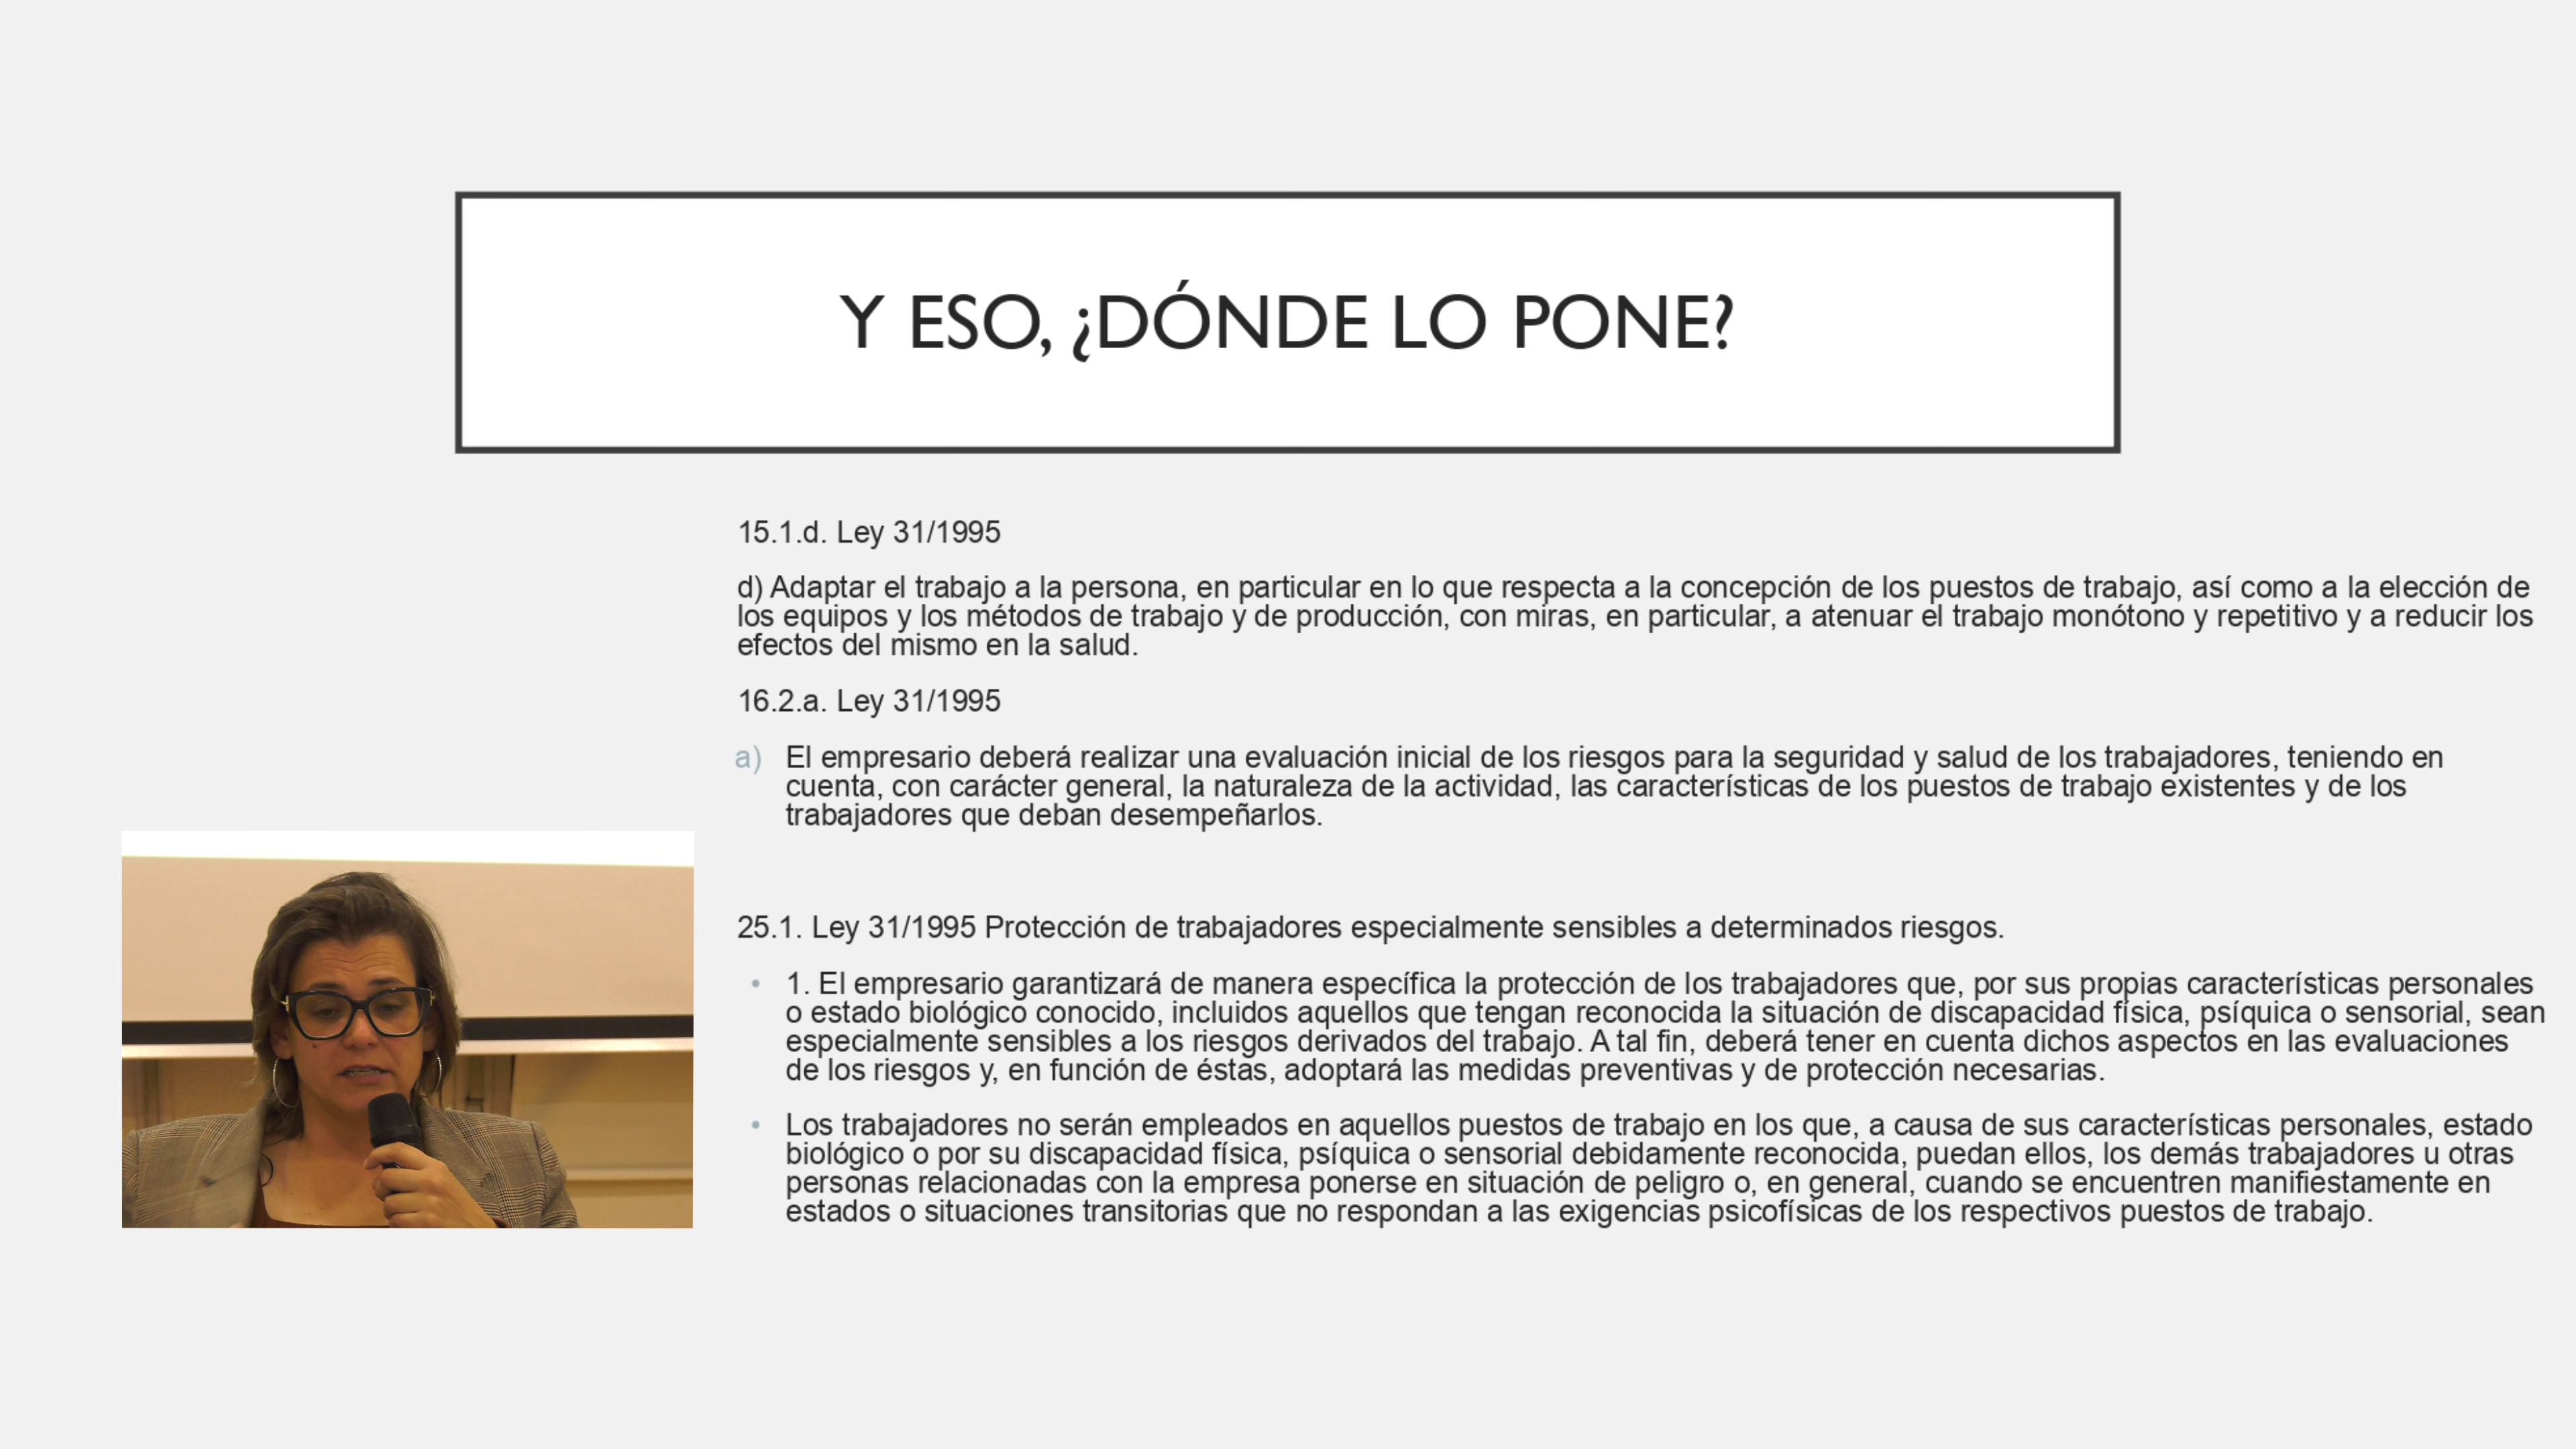 Y ESO, ¿DÓNDE LO PONE?
15.1.d. Ley 31/1995
d) Adaptar el trabajo a la persona, en particular en lo que respecta a la concepción de los puestos de trabajo, así como a la elección de
los equipos y los métodos de trabajo y de producción, con miras, en particular, a atenuar el trabajo monótono y repetitivo y a reducir los
efectos del mismo en la salud.
16.2.a. Ley 31/1995
a) El empresario deberá realizar una evaluación inicial de los riesgos para la seguridad y salud de los trabajadores, teniendo en
cuenta, con carácter general, la naturaleza de la actividad, las características de los puestos de trabajo existentes y de los
trabajadores que deban desempeñarlos.
25.1. Ley 31/1995 Protección de trabajadores especialmente sensibles a determinados riesgos.
• 1. El empresario garantizará de manera específica la protección de los trabajadores que, por sus propias características personales
o estado biológico conocido, incluidos aquellos que tengan reconocida la situación de discapacidad física, psíquica o sensorial, sean
especialmente sensibles a los riesgos derivados del trabajo. A tal fin, deberá tener en cuenta dichos aspectos en las evaluaciones
de los riesgos y, en función de éstas, adoptará las medidas preventivas y de protección necesarias.
• Los trabajadores no serán empleados en aquellos puestos de trabajo en los que, a causa de sus características personales, estado
biológico o por su discapacidad física, psíquica o sensorial debidamente reconocida, puedan ellos, los demás trabajadores u otras
personas relacionadas con la empresa ponerse en situación de peligro o, en general, cuando se encuentren manifiestamente en
estados o situaciones transitorias que no respondan a las exigencias psicofísicas de los respectivos puestos de trabajo.